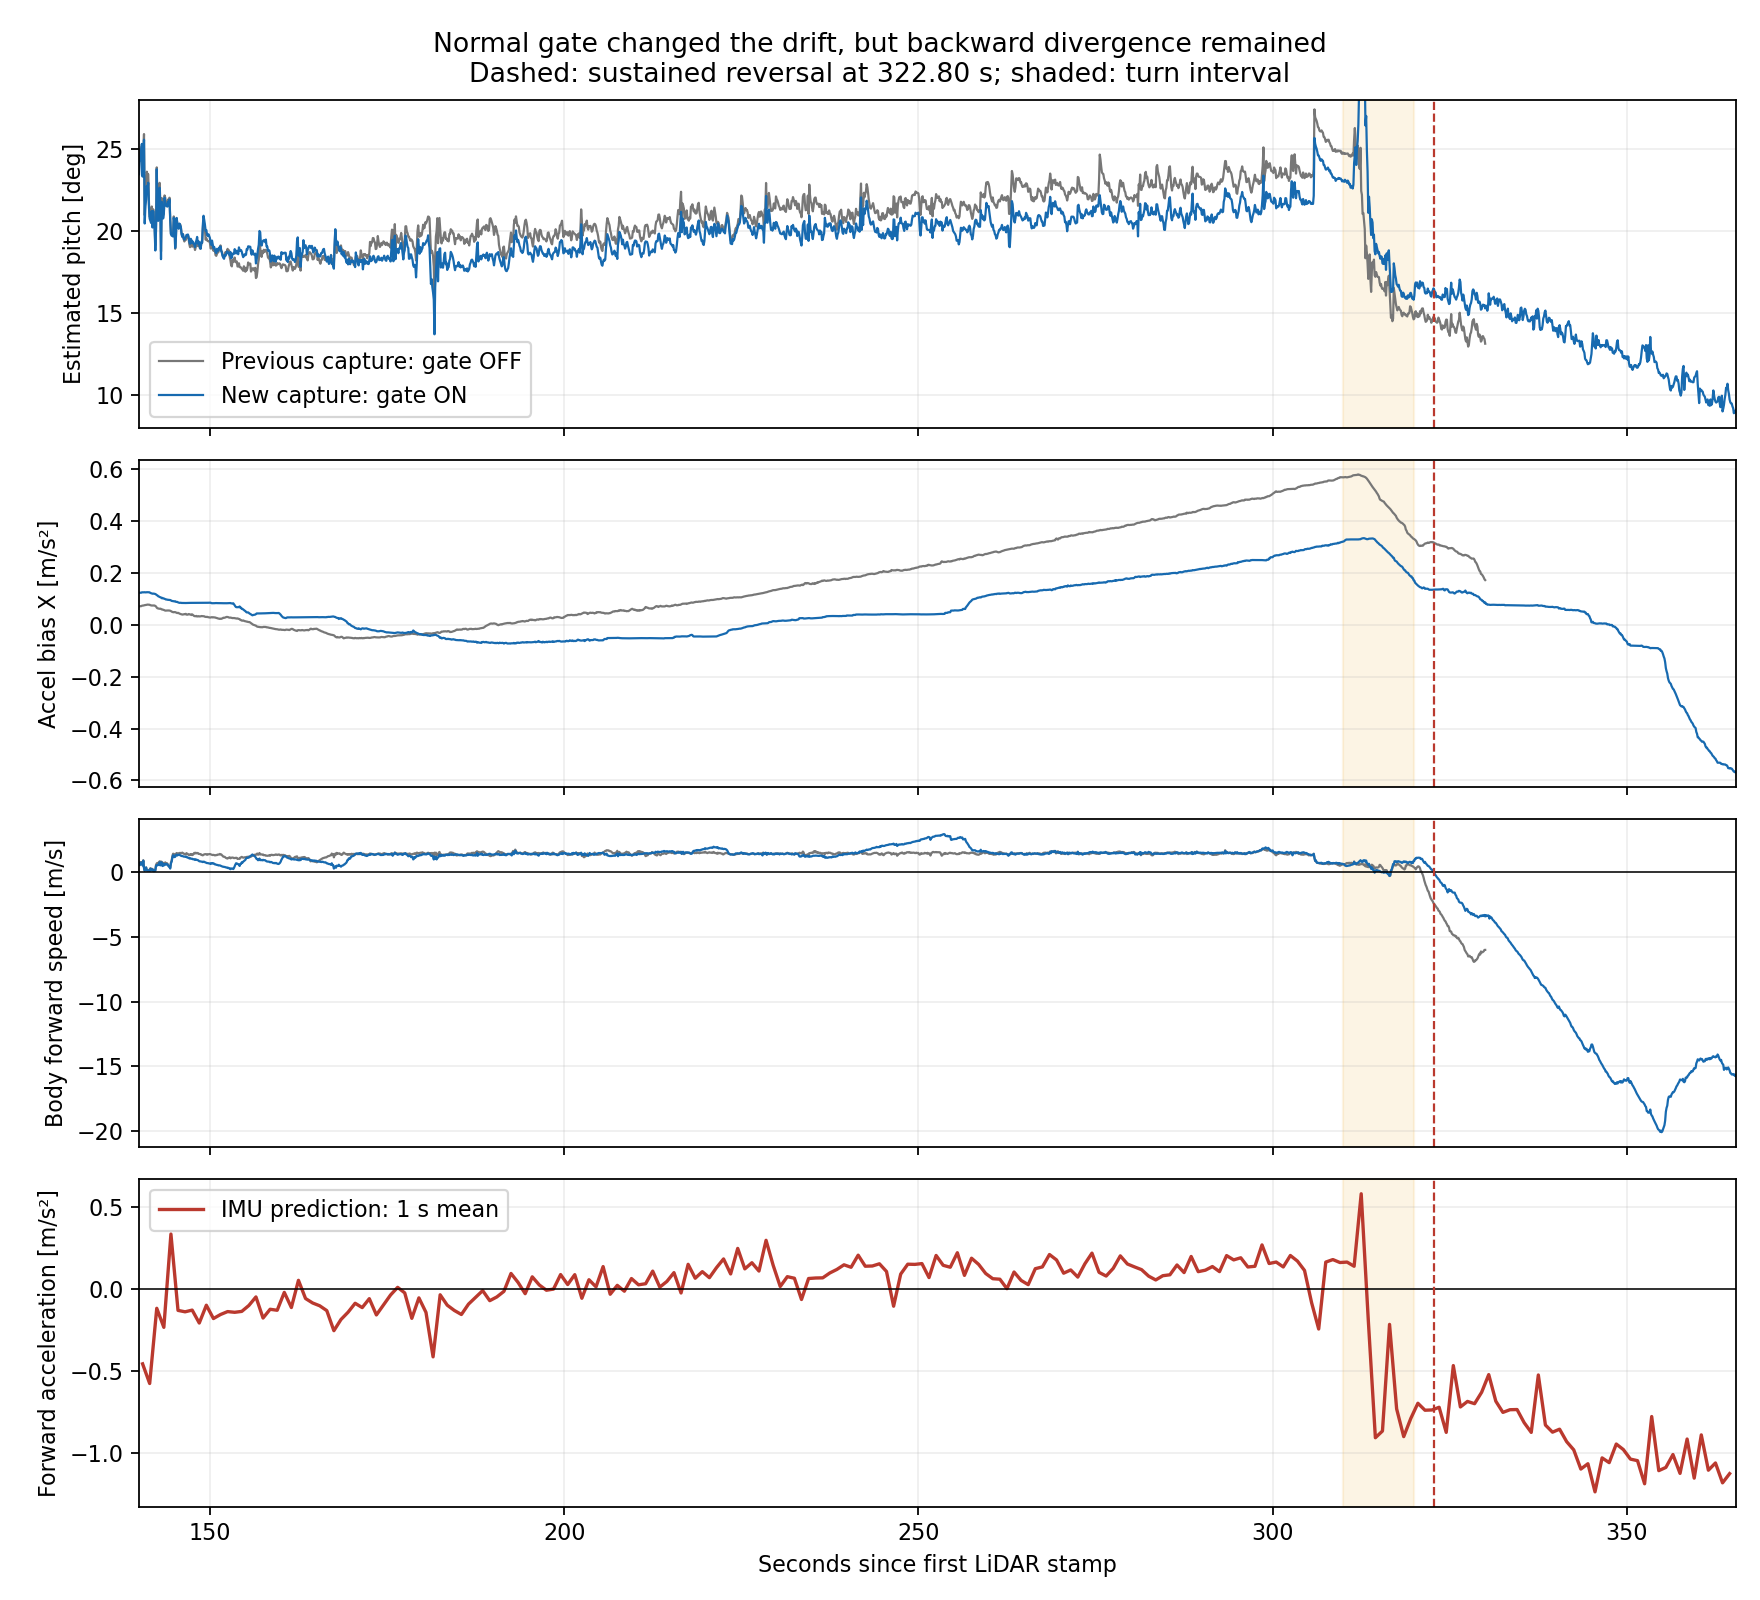 Normal gate changed the drift, but backward divergence remained
Dashed: sustained reversal at 322.80 s; shaded: turn interval
Estimated pitch [deg]
25
20
15
10
Previous capture: gate OFF
New capture: gate ON
Accel bias X [m/s²]
0.6
0.4
0.2
0.0
−0.2
−0.4
−0.6
Body forward speed [m/s]
0
−5
−10
−15
−20
Forward acceleration [m/s²]
0.5
0.0
−0.5
−1.0
IMU prediction: 1 s mean
150
200
250
300
350
Seconds since first LiDAR stamp